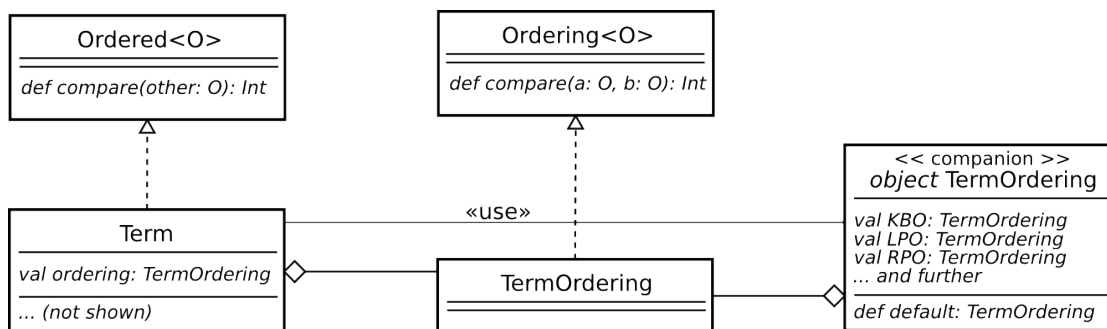 Ordered<O>
def compare(other: O): Int
Ordering<O>
def compare(a: O, b: O): Int
«use»
Term
val ordering: TermOrdering
... (not shown)
TermOrdering
<< companion >>
object TermOrdering
val KBO: TermOrdering
val LPO: TermOrdering
val RPO: TermOrdering
... and further
def default: TermOrdering